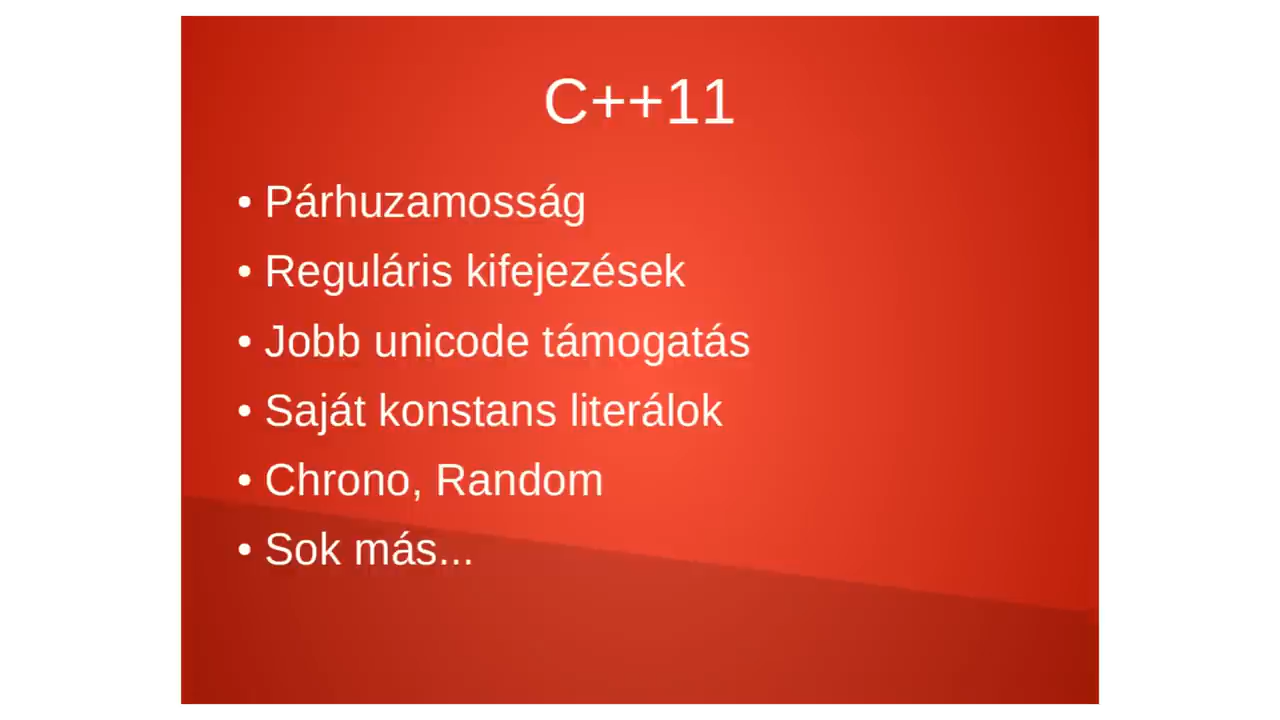 C++11
• Párhuzamosság
• Reguláris kifejezések
• Jobb unicode támogatás
• Saját konstans literálok
• Chrono, Random
• Sok más...